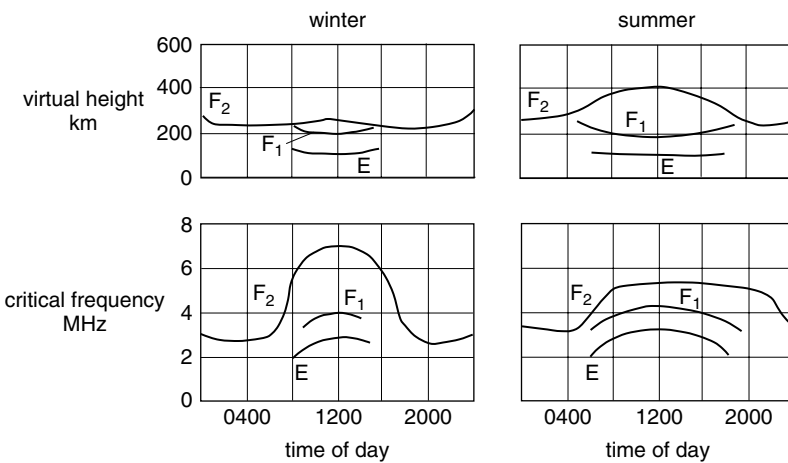 winter summer
600
400
virtual height
km
200
0
F2
F1
E
F2
F1
E
8
6
critical frequency
MHz
4
2
0
F2
F1
E
F2
F1
E
0400 1200 2000 0400 1200 2000
time of day time of day